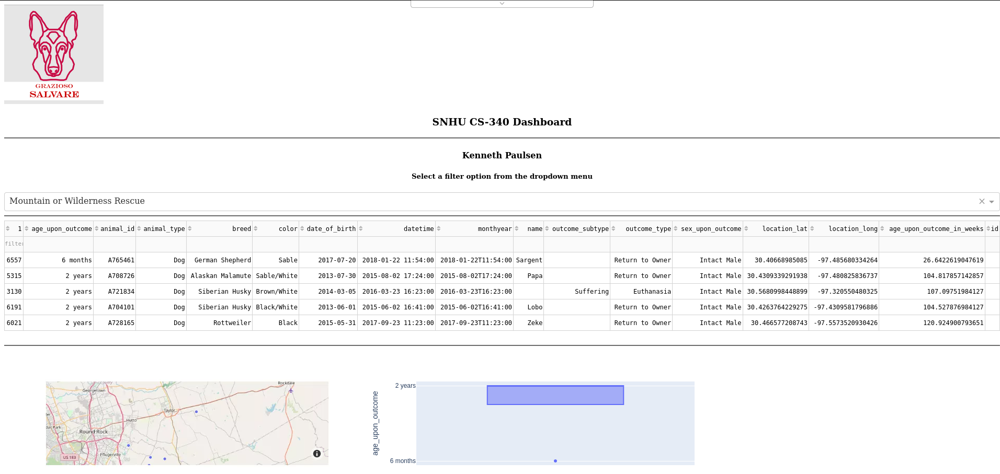 GRAZIOSO
SALVARE
SNHU CS-340 Dashboard
Kenneth Paulsen
Select a filter option from the dropdown menu
Mountain or Wilderness Rescue
1 age_upon_outcome animal_id animal_type breed color date_of_birth datetime monthyear name outcome_subtype outcome_type sex_upon_outcome location_lat location_long age_upon_outcome_in_weeks id
filter
6557 6 months A765461 Dog German Shepherd Sable 2017-07-20 2018-01-22 11:54:00 2018-01-22T11:54:00 Sargent Return to Owner Intact Male 30.40668985085 -97.485680334264 26.6422619047619
5315 2 years A708726 Dog Alaskan Malamute Sable/White 2013-07-30 2015-08-02 17:24:00 2015-08-02T17:24:00 Papa Return to Owner Intact Male 30.4309339291938 -97.480825836737 104.817857142857
3130 2 years A721834 Dog Siberian Husky Brown/White 2014-03-05 2016-03-23 16:23:00 2016-03-23T16:23:00 Suffering Euthanasia Intact Male 30.5680998448899 -97.320550480325 107.09751984127
6191 2 years A704101 Dog Siberian Husky Black/White 2013-06-01 2015-06-02 16:41:00 2015-06-02T16:41:00 Lobo Return to Owner Intact Male 30.4263764229275 -97.4309581796886 104.527876984127
6021 2 years A728165 Dog Rottweiler Black 2015-05-31 2017-09-23 11:23:00 2017-09-23T11:23:00 Zeke Return to Owner Intact Male 30.466577208743 -97.5573520930426 120.924900793651
County
Rockdale
Georgetown
Taylor
ler
Hutto
dar Park
Round Rock
Pflugerville
US 183
2 years
age_upon_outcome
6 months